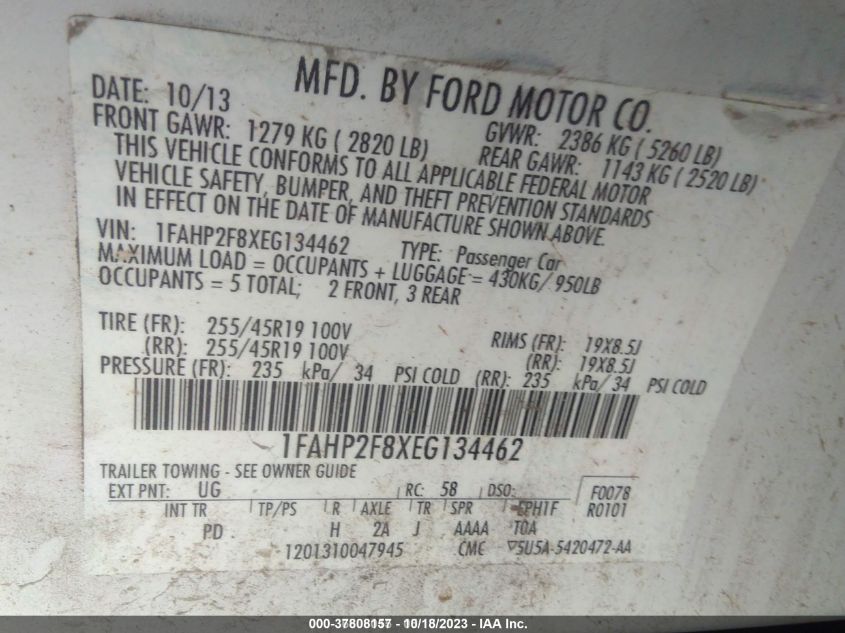 MFD. BY FORD MOTOR CO.
DATE: 10/13 GVWR: 2386 KG ( 5260 LB)
FRONT GAWR: 1279 KG ( 2820 LB) REAR GAWR: 1143 KG ( 2520 LB)
THIS VEHICLE CONFORMS TO ALL APPLICABLE FEDERAL MOTOR
VEHICLE SAFETY, BUMPER, AND THEFT PREVENTION STANDARDS
IN EFFECT ON THE DATE OF MANUFACTURE SHOWN ABOVE.
VIN: 1FAHP2F8XEG134462 TYPE: Passenger Car
MAXIMUM LOAD = OCCUPANTS + LUGGAGE = 430KG/ 950LB
OCCUPANTS = 5 TOTAL; 2 FRONT, 3 REAR
TIRE (FR): 255/45R19 100V RIMS (FR): 19X8.5J
(RR): 255/45R19 100V (RR): 19X8.5J
PRESSURE (FR): 235 kPa/ 34 PSI COLD (RR): 235 kPa/ 34 PSI COLD
1FAHP2F8XEG134462
TRAILER TOWING - SEE OWNER GUIDE
EXT PNT: UG RC: 58 DSO: F0078
INT TR TP/PS R AXLE TR SPR EPH1F R0101
PD H 2A J AAAA T0A
1201310047945 CMC 5U5A-5420472-AA
000-37808157 - 10/18/2023 - IAA Inc.